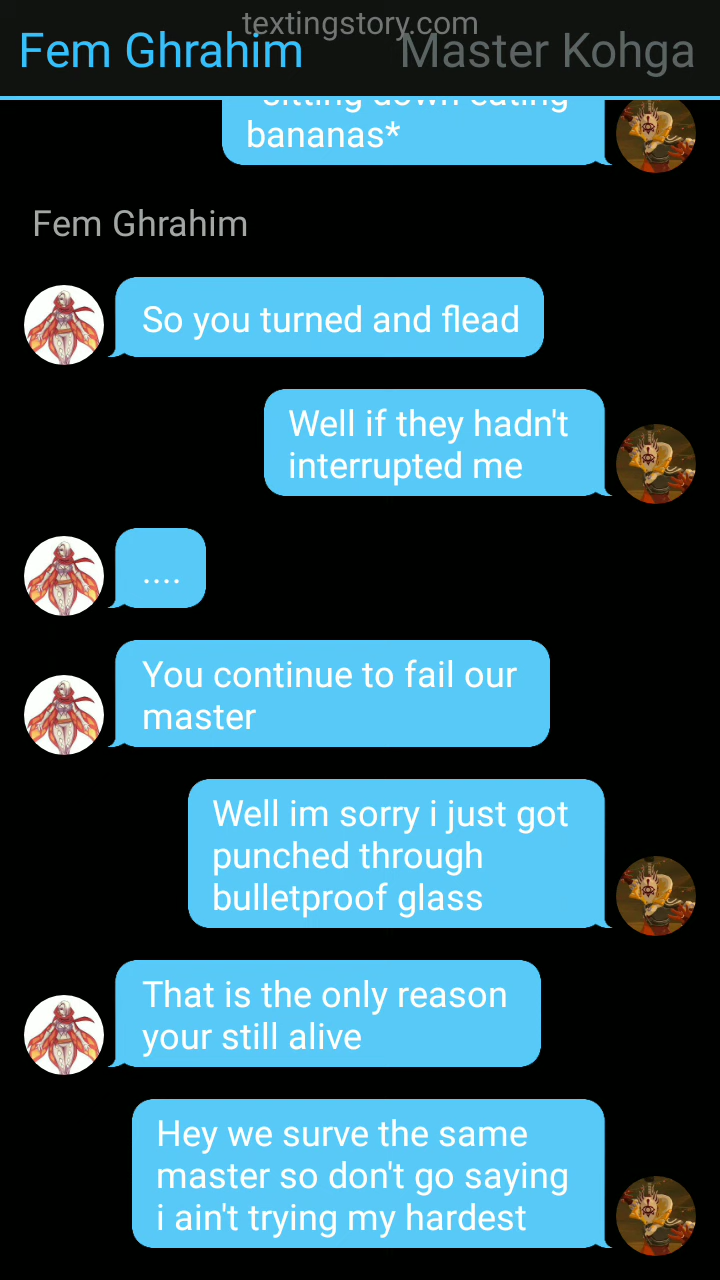 textingstory.com
Fem Ghrahim
Master Kohga
sitting down eating
bananas*
Fem Ghrahim
So you turned and flead
Well if they hadn't
interrupted me
....
You continue to fail our
master
Well im sorry i just got
punched through
bulletproof glass
That is the only reason
your still alive
Hey we surve the same
master so don't go saying
i ain't trying my hardest